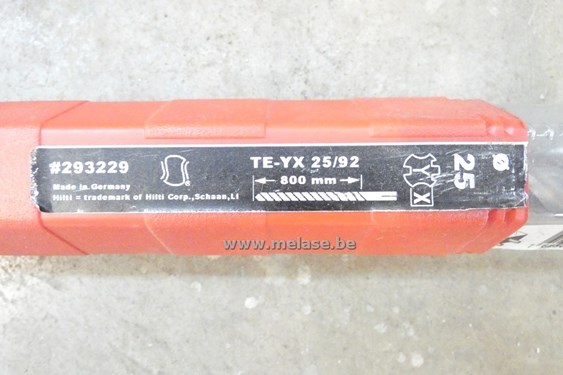 #293229
Made in Germany
Hilti = trademark of Hilti Corp.,Schaan,LI
®
TE-YX 25/92
800 mm
Y X
25
Ø
www.melase.be